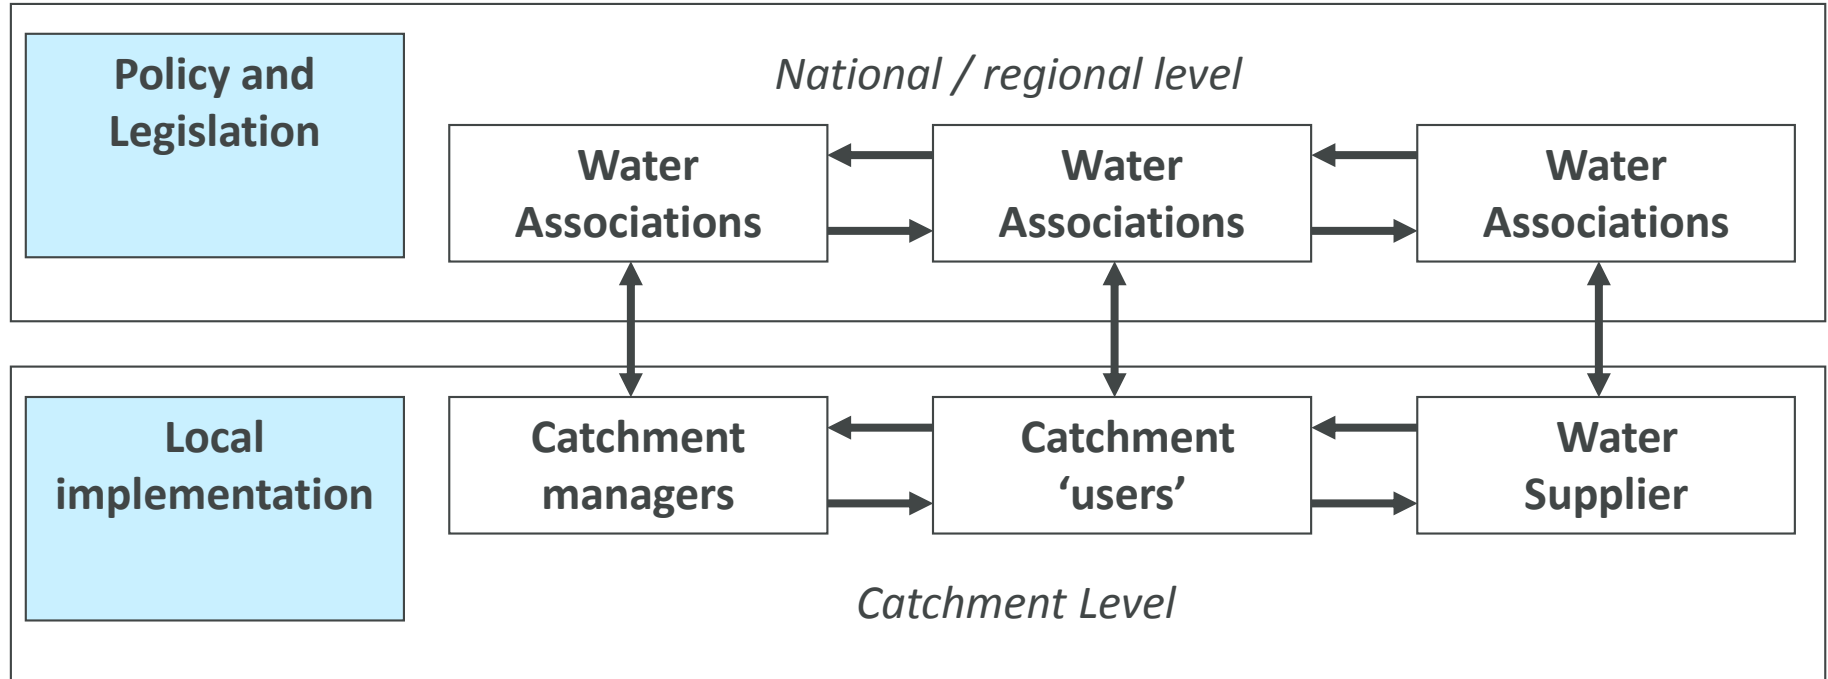 Policy and
Legislation
National / regional level
Water
Associations
Water
Associations
Water
Associations
Local
implementation
Catchment
managers
Catchment
‘users’
Water
Supplier
Catchment Level